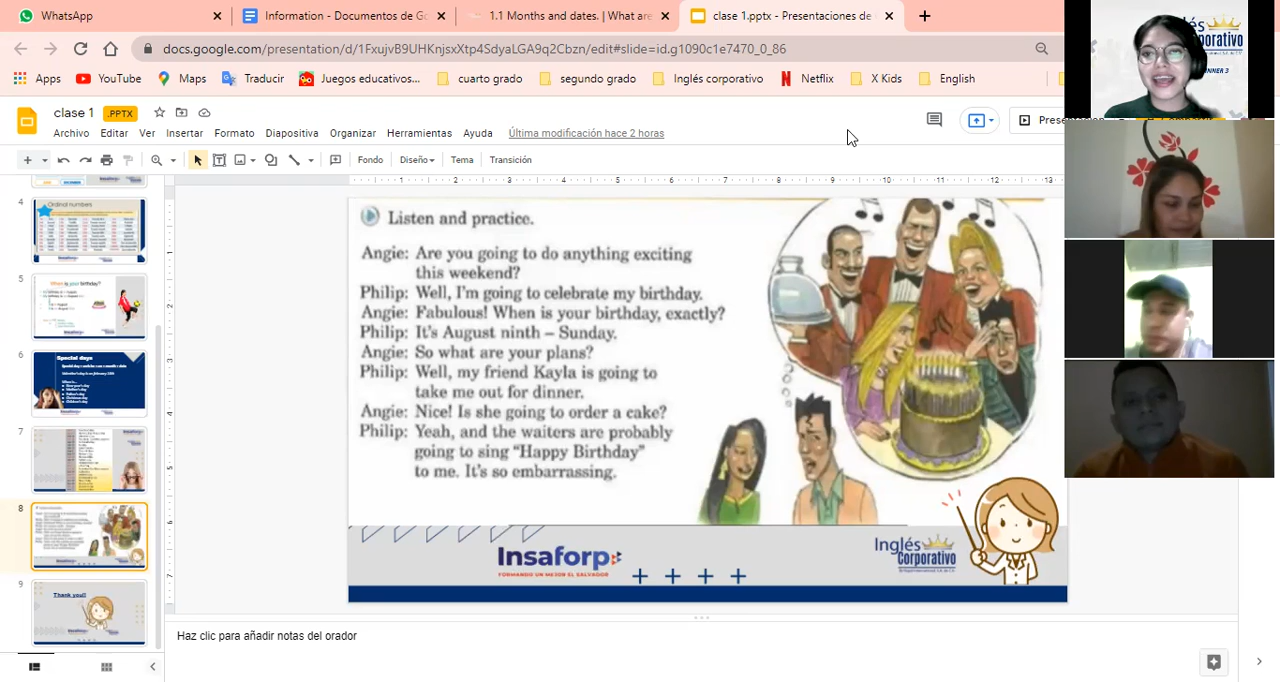 WhatsApp
Information - Documentos de Go
1.1 Months and dates. | What are
clase 1.pptx - Presentaciones de
docs.google.com/presentation/d/1FxujvB9UHKnjsxXtp4SdyaLGA9q2Cbzn/edit#slide=id.g1090c1e7470_0_86
Apps
YouTube
Maps
Traducir
Juegos educativos...
cuarto grado
segundo grado
Inglés corporativo
Netflix
X Kids
English
clase 1
.PPTX
Archivo Editar Ver Insertar Formato Diapositiva Organizar Herramientas Ayuda Última modificación hace 2 horas
Fondo Diseño Tema Transición
Listen and practice.
Angie: Are you going to do anything exciting
this weekend?
Philip: Well, I'm going to celebrate my birthday.
Angie: Fabulous! When is your birthday, exactly?
Philip: It's August ninth – Sunday.
Angie: So what are your plans?
Philip: Well, my friend Kayla is going to
take me out for dinner.
Angie: Nice! Is she going to order a cake?
Philip: Yeah, and the waiters are probably
going to sing "Happy Birthday"
to me. It's so embarrassing.
Insaforp
FORMANDO UN MEJOR EL SALVADOR
Inglés
Corporativo
4
Ordinal numbers
5
When is your birthday?
6
Special days
7
8
9
Thank you!!
Haz clic para añadir notas del orador